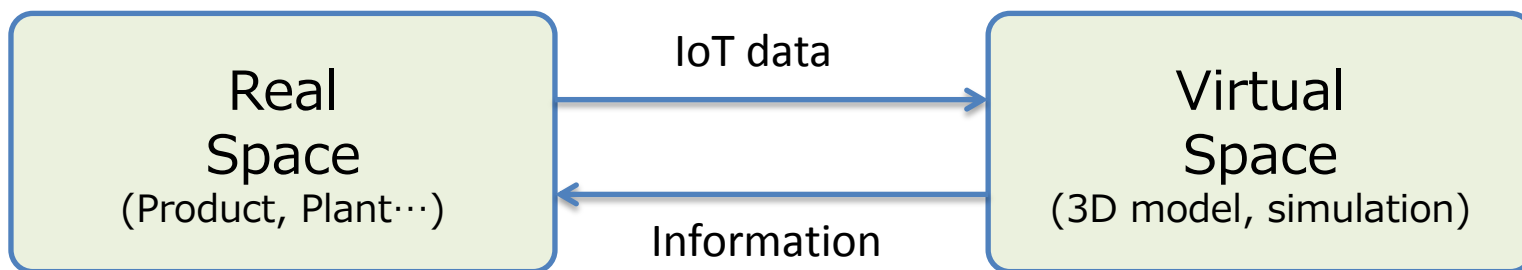 Real
Space
(Product, Plant…)
IoT data
Information
Virtual
Space
(3D model, simulation)